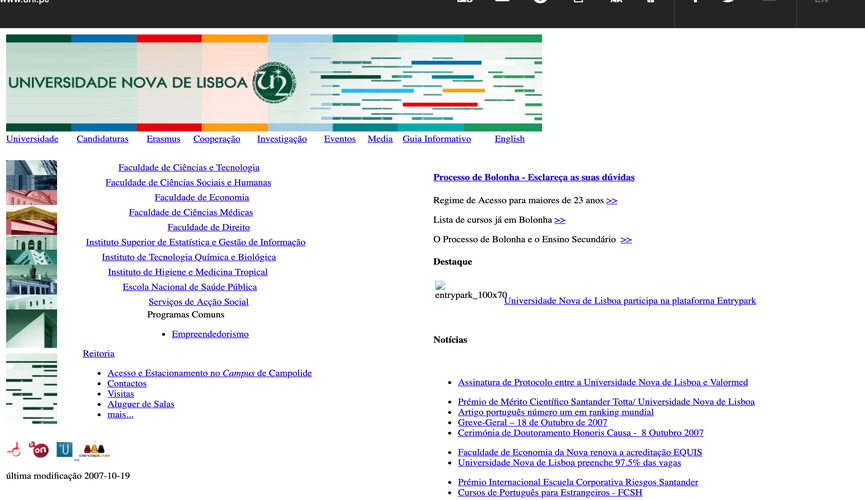 www.unl.pt
EN
UNIVERSIDADE NOVA DE LISBOA
Universidade Candidaturas Erasmus Cooperação Investigação Eventos Media Guia Informativo English
Faculdade de Ciências e Tecnologia
Faculdade de Ciências Sociais e Humanas
Faculdade de Economia
Faculdade de Ciências Médicas
Faculdade de Direito
Instituto Superior de Estatística e Gestão de Informação
Instituto de Tecnologia Química e Biológica
Instituto de Higiene e Medicina Tropical
Escola Nacional de Saúde Pública
Serviços de Acção Social
Programas Comuns
Empreendedorismo
Reitoria
Acesso e Estacionamento no Campus de Campolide
Contactos
Visitas
Aluguer de Salas
mais...
última modificação 2007-10-19
Processo de Bolonha - Esclareça as suas dúvidas
Regime de Acesso para maiores de 23 anos >>
Lista de cursos já em Bolonha >>
O Processo de Bolonha e o Ensino Secundário >>
Destaque
entrypark_100x70
Universidade Nova de Lisboa participa na plataforma Entrypark
Notícias
Assinatura de Protocolo entre a Universidade Nova de Lisboa e Valormed
Prémio de Mérito Científico Santander Totta/ Universidade Nova de Lisboa
Artigo português número um em ranking mundial
Greve-Geral – 18 de Outubro de 2007
Cerimónia de Doutoramento Honoris Causa - 8 Outubro 2007
Faculdade de Economia da Nova renova a acreditação EQUIS
Universidade Nova de Lisboa preenche 97.5% das vagas
Prémio Internacional Escuela Corporativa Riesgos Santander
Cursos de Português para Estrangeiros - FCSH